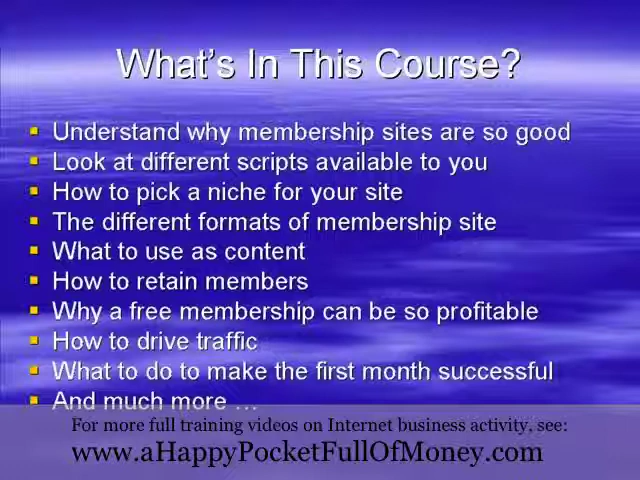 What's In This Course?
Understand why membership sites are so good
Look at different scripts available to you
How to pick a niche for your site
The different formats of membership site
What to use as content
How to retain members
Why a free membership can be so profitable
How to drive traffic
What to do to make the first month successful
And much more …
For more full training videos on Internet business activity, see:
www.aHappyPocketFullOfMoney.com